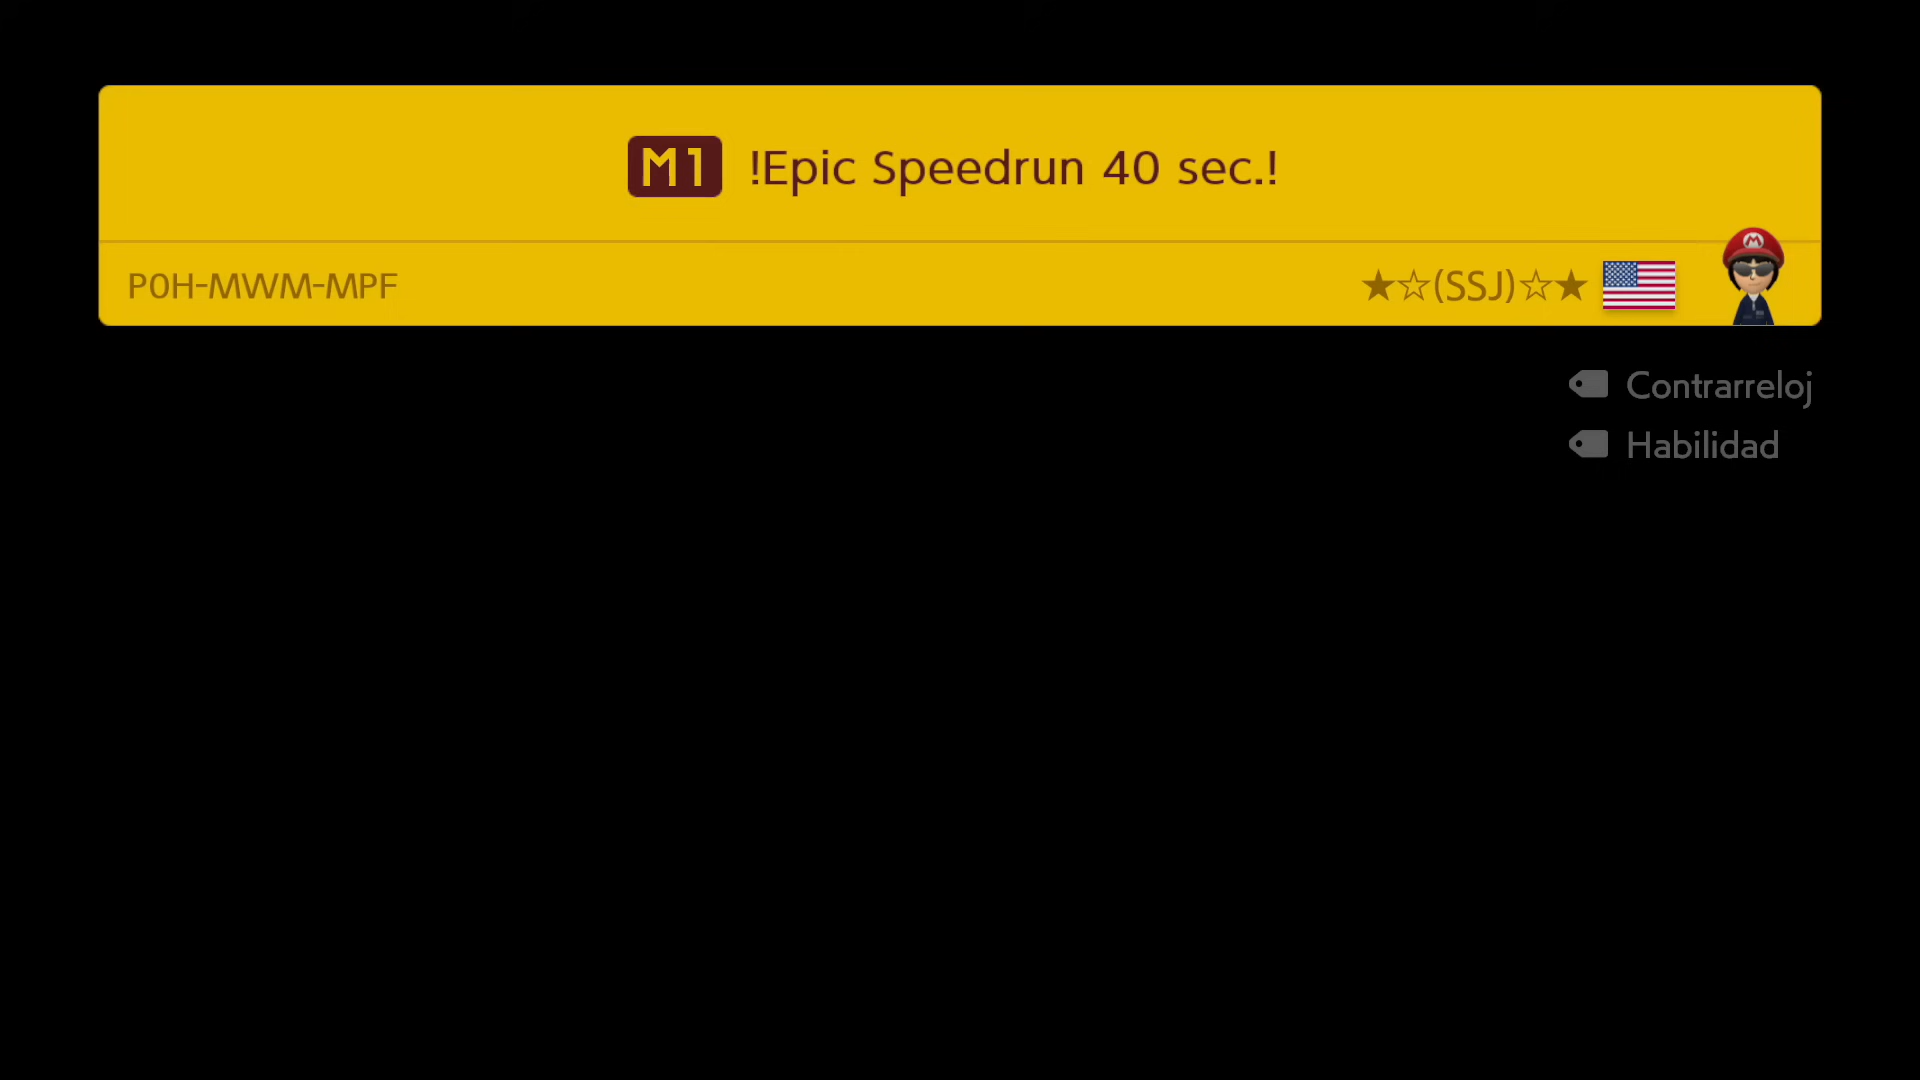 M1 !Epic Speedrun 40 sec.!
P0H-MWM-MPF ★☆(SSJ)☆★
Contrarreloj
Habilidad